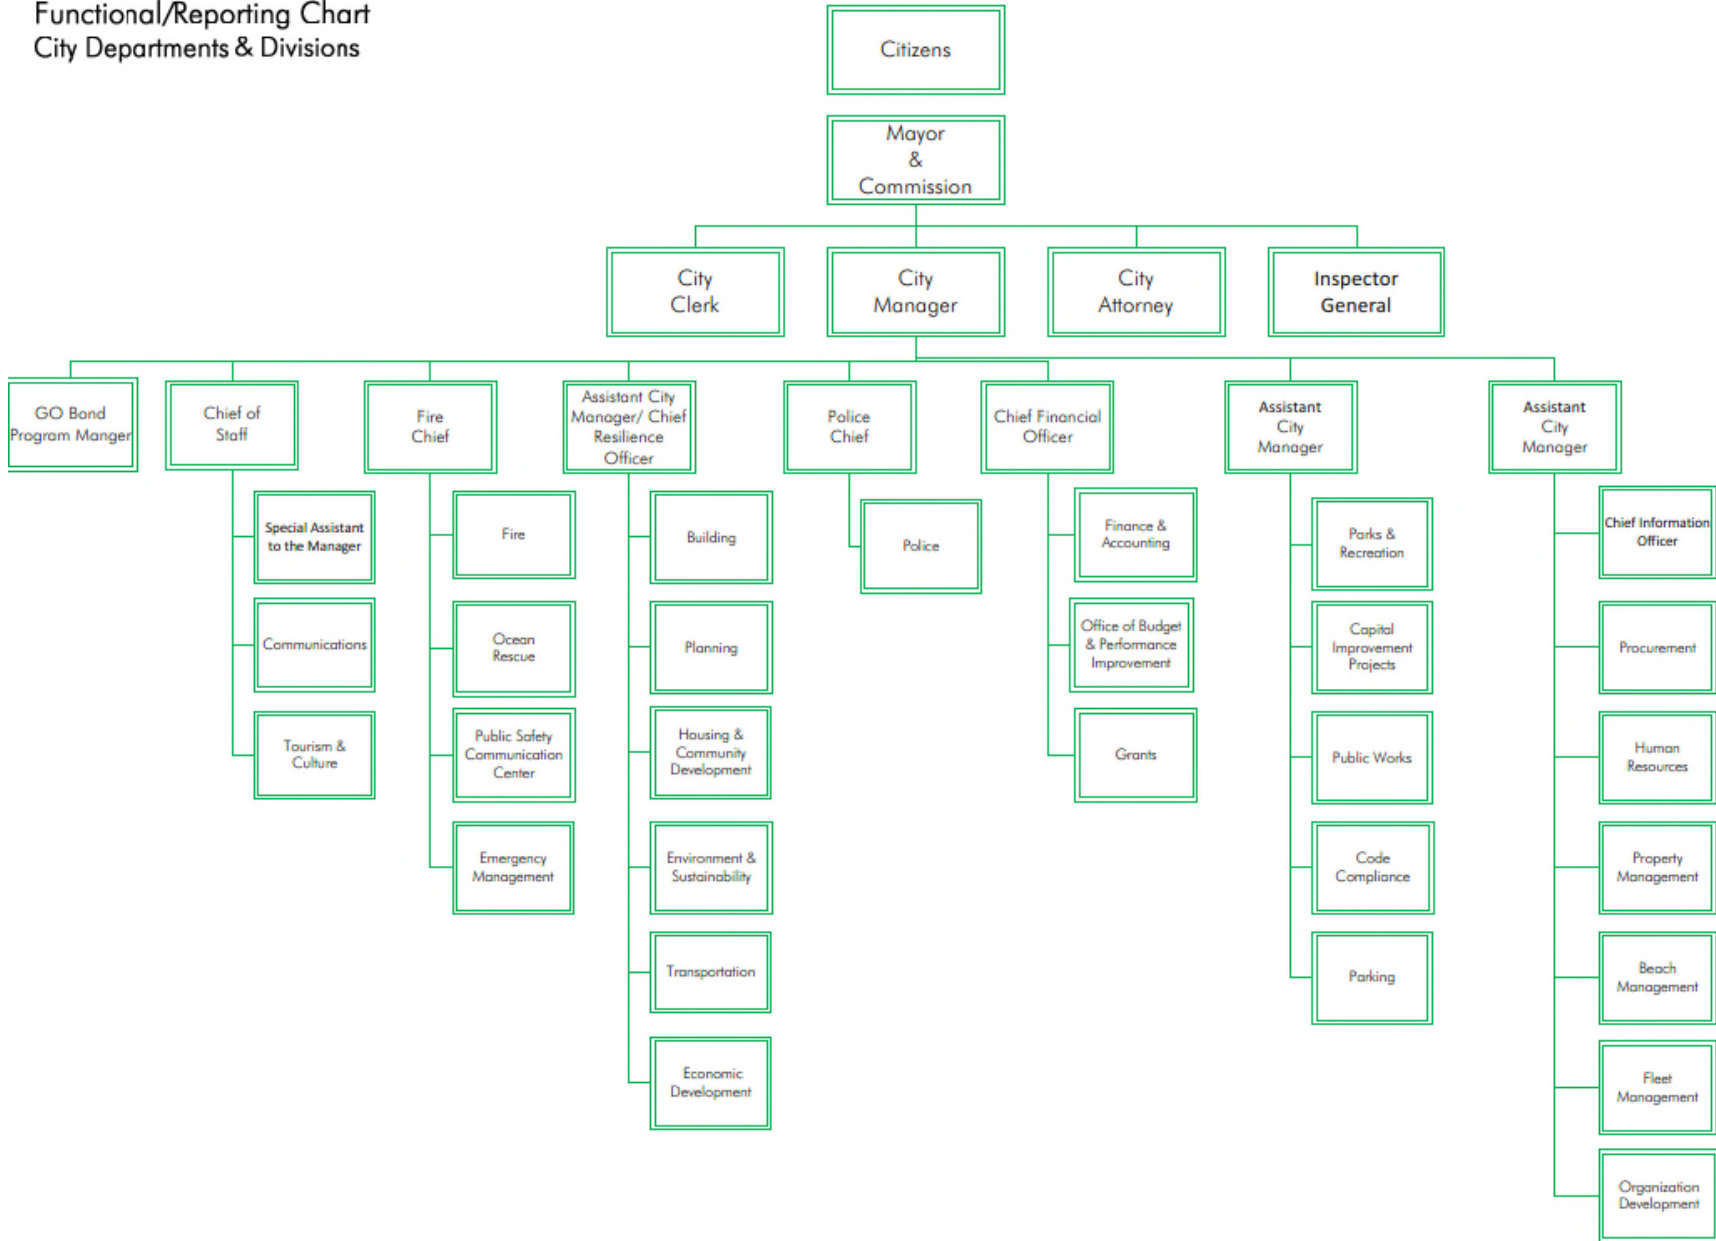 Functional/Reporting Chart
City Departments & Divisions
Citizens
Mayor
&
Commission
City
Clerk
City
Manager
City
Attorney
Inspector
General
GO Bond
Program Manger
Chief of
Staff
Fire
Chief
Assistant City
Manager/ Chief
Resilience
Officer
Police
Chief
Chief Financial
Officer
Assistant
City
Manager
Assistant
City
Manager
Special Assistant
to the Manager
Communications
Tourism &
Culture
Fire
Ocean
Rescue
Public Safety
Communication
Center
Emergency
Management
Building
Planning
Housing &
Community
Development
Environment &
Sustainability
Transportation
Economic
Development
Police
Finance &
Accounting
Office of Budget
& Performance
Improvement
Grants
Parks &
Recreation
Capital
Improvement
Projects
Public Works
Code
Compliance
Parking
Chief Information
Officer
Procurement
Human
Resources
Property
Management
Beach
Management
Fleet
Management
Organization
Development